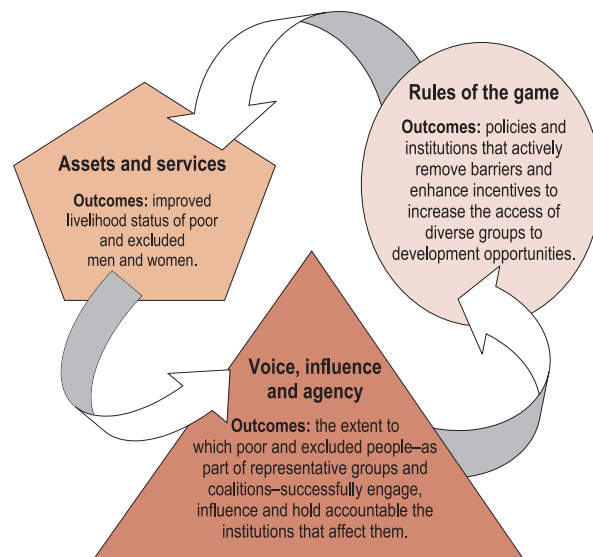 Rules of the game
Outcomes: policies and
institutions that actively
remove barriers and
enhance incentives to
increase the access of
diverse groups to
development opportunities.
Assets and services
Outcomes: improved
livelihood status of poor
and excluded
men and women.
Voice, influence
and agency
Outcomes: the extent to
which poor and excluded people–as
part of representative groups and
coalitions–successfully engage,
influence and hold accountable the
institutions that affect them.